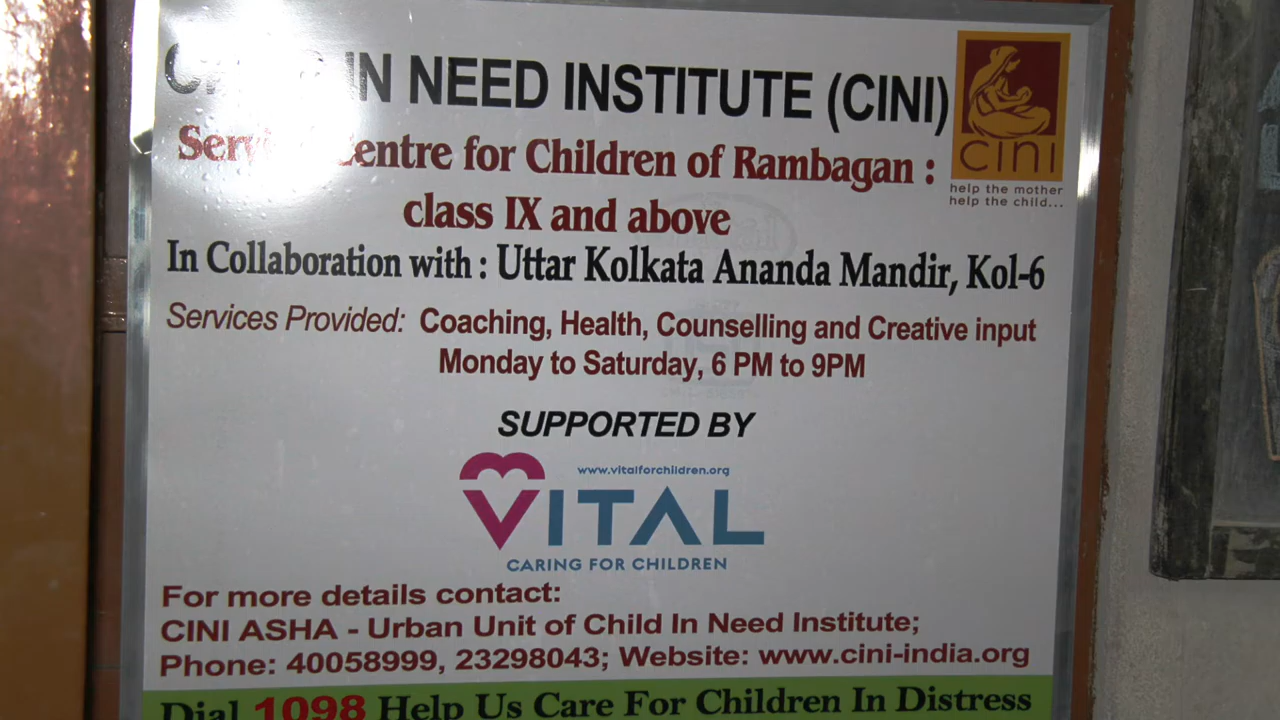 IN NEED INSTITUTE (CINI)
cini
help the mother
help the child...
Centre for Children of Rambagan :
class IX and above
In Collaboration with : Uttar Kolkata Ananda Mandir, Kol-6
Services Provided: Coaching, Health, Counselling and Creative input
Monday to Saturday, 6 PM to 9PM
SUPPORTED BY
www.vitalforchildren.org
VITAL
CARING FOR CHILDREN
For more details contact:
CINI ASHA - Urban Unit of Child In Need Institute;
Phone: 40058999, 23298043; Website: www.cini-india.org
Dial 1098 Help Us Care For Children In Distress